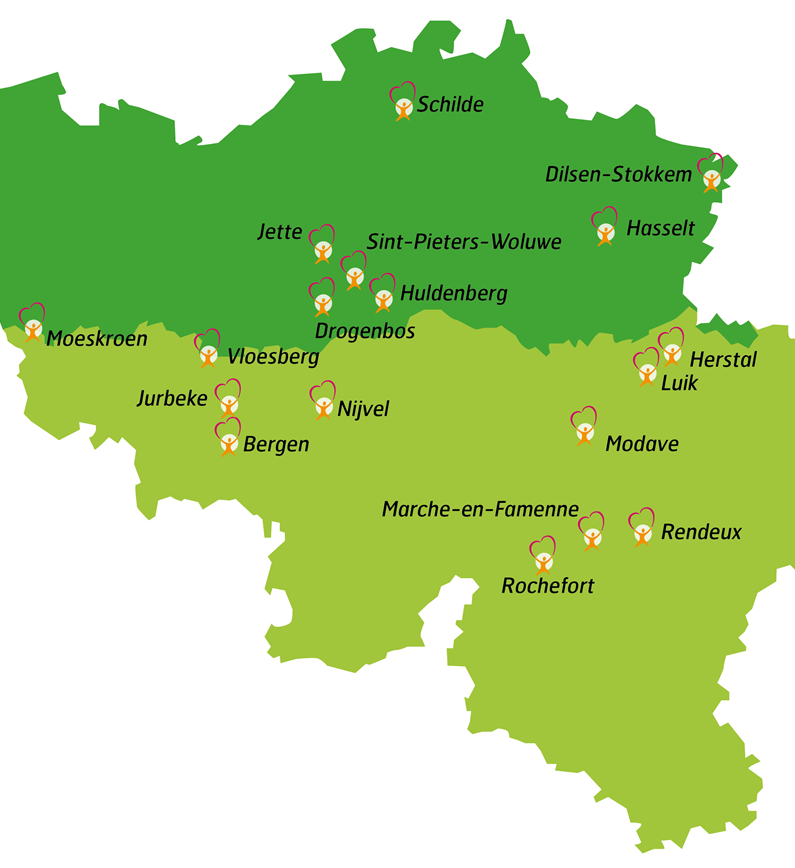 Schilde
Dilsen-Stokkem
Hasselt
Jette
Sint-Pieters-Woluwe
Huldenberg
Drogenbos
Moeskroen
Vloesberg
Herstal
Luik
Jurbeke
Nijvel
Bergen
Modave
Marche-en-Famenne
Rendeux
Rochefort